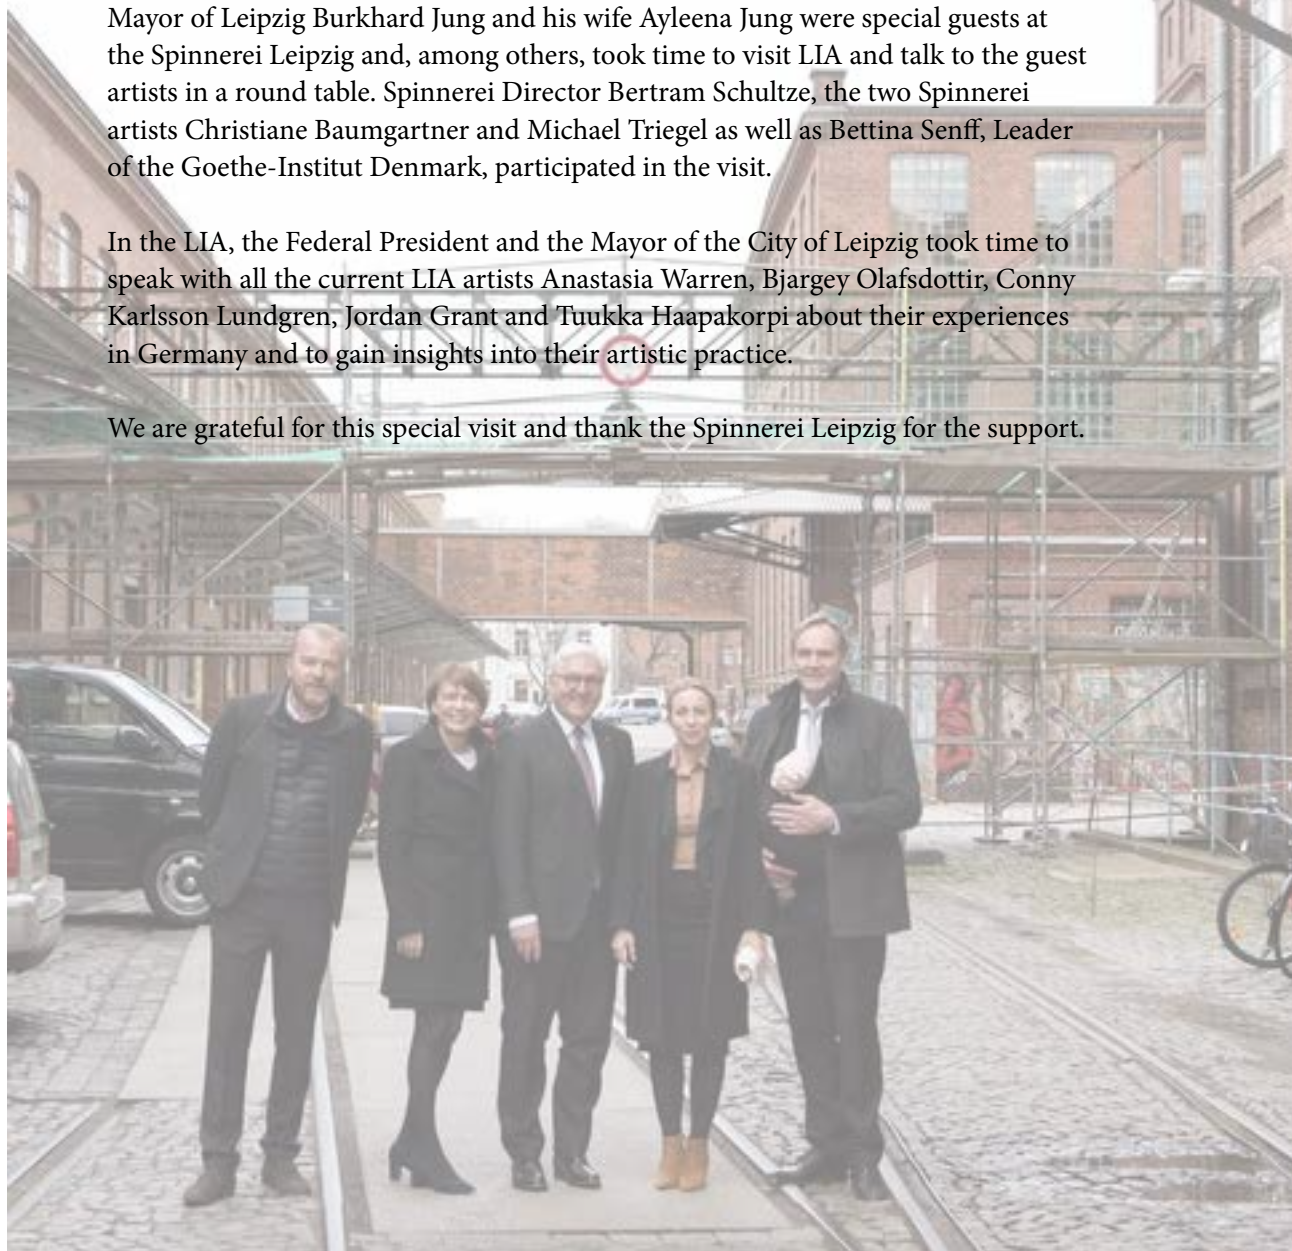 Mayor of Leipzig Burkhard Jung and his wife Ayleena Jung were special guests at
the Spinnerei Leipzig and, among others, took time to visit LIA and talk to the guest
artists in a round table. Spinnerei Director Bertram Schultze, the two Spinnerei
artists Christiane Baumgartner and Michael Triegel as well as Bettina Senff, Leader
of the Goethe-Institut Denmark, participated in the visit.
In the LIA, the Federal President and the Mayor of the City of Leipzig took time to
speak with all the current LIA artists Anastasia Warren, Bjargey Olafsdottir, Conny
Karlsson Lundgren, Jordan Grant and Tuukka Haapakorpi about their experiences
in Germany and to gain insights into their artistic practice.
We are grateful for this special visit and thank the Spinnerei Leipzig for the support.